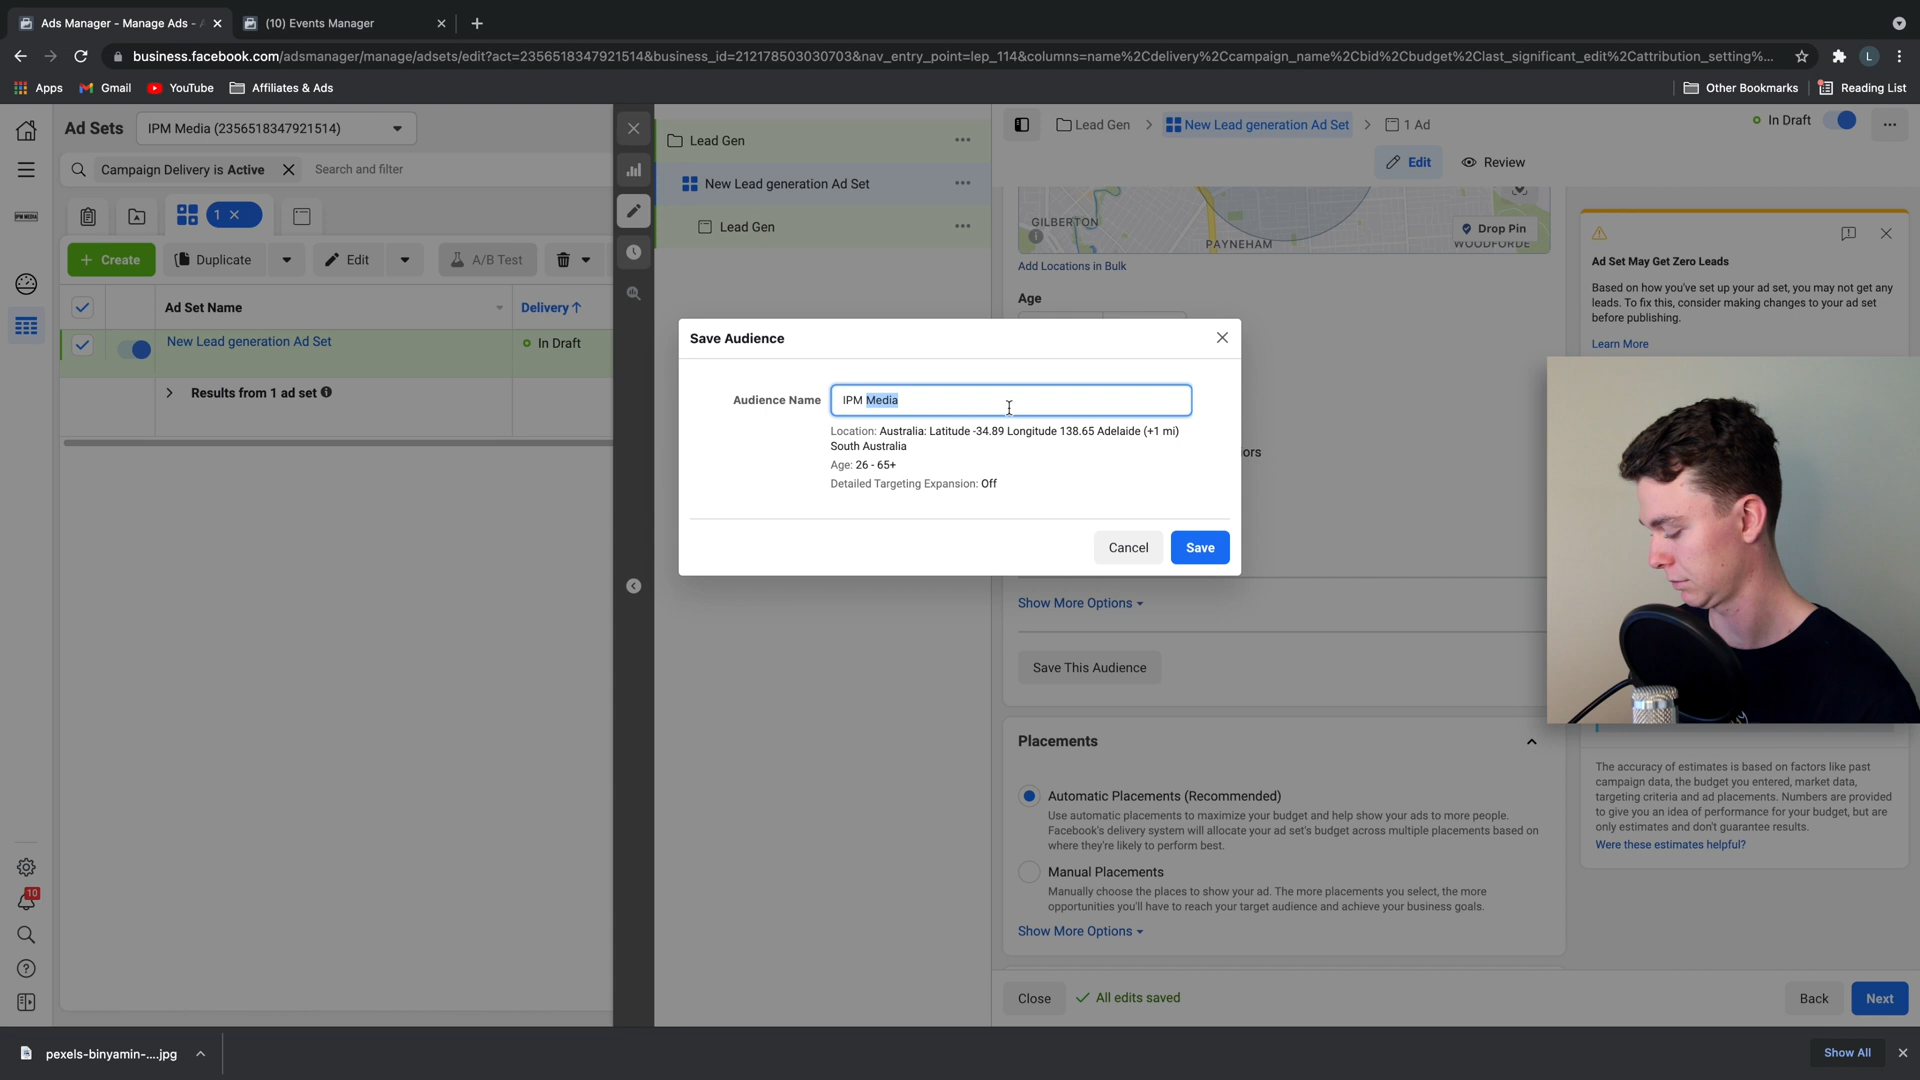 Ads Manager - Manage Ads -
(10) Events Manager
business.facebook.com/adsmanager/manage/adsets/edit?act=2356518347921514&business_id=212178503030703&nav_entry_point=lep_114&columns=name%2Cdelivery%2Ccampaign_name%2Cbid%2Cbudget%2Clast_significant_edit%2Cattribution_setting%...
L
Apps
Gmail
YouTube
Affiliates & Ads
Other Bookmarks
Reading List
Ad Sets
IPM Media (2356518347921514)
Campaign Delivery is Active
Search and filter
IPM MEDIA
1
Create
Duplicate
Edit
A/B Test
Ad Set Name
Delivery↑
New Lead generation Ad Set
In Draft
Results from 1 ad set
10
Lead Gen
New Lead generation Ad Set
Lead Gen
Lead Gen
New Lead generation Ad Set
1 Ad
In Draft
Edit
Review
GILBERTON
PAYNEHAM
WOODFORDE
Drop Pin
Add Locations in Bulk
Age
Save Audience
Audience Name
IPM Media
Location: Australia: Latitude -34.89 Longitude 138.65 Adelaide (+1 mi)
South Australia
Age: 26 - 65+
Detailed Targeting Expansion: Off
Cancel
Save
ors
Show More Options
Save This Audience
Placements
Automatic Placements (Recommended)
Use automatic placements to maximize your budget and help show your ads to more people.
Facebook's delivery system will allocate your ad set's budget across multiple placements based on
where they're likely to perform best.
Manual Placements
Manually choose the places to show your ad. The more placements you select, the more
opportunities you'll have to reach your target audience and achieve your business goals.
Show More Options
Close
All edits saved
Back
Next
Ad Set May Get Zero Leads
Based on how you've set up your ad set, you may not get any
leads. To fix this, consider making changes to your ad set
before publishing.
Learn More
The accuracy of estimates is based on factors like past
campaign data, the budget you entered, market data,
targeting criteria and ad placements. Numbers are provided
to give you an idea of performance for your budget, but are
only estimates and don't guarantee results.
Were these estimates helpful?
pexels-binyamin-....jpg
Show All